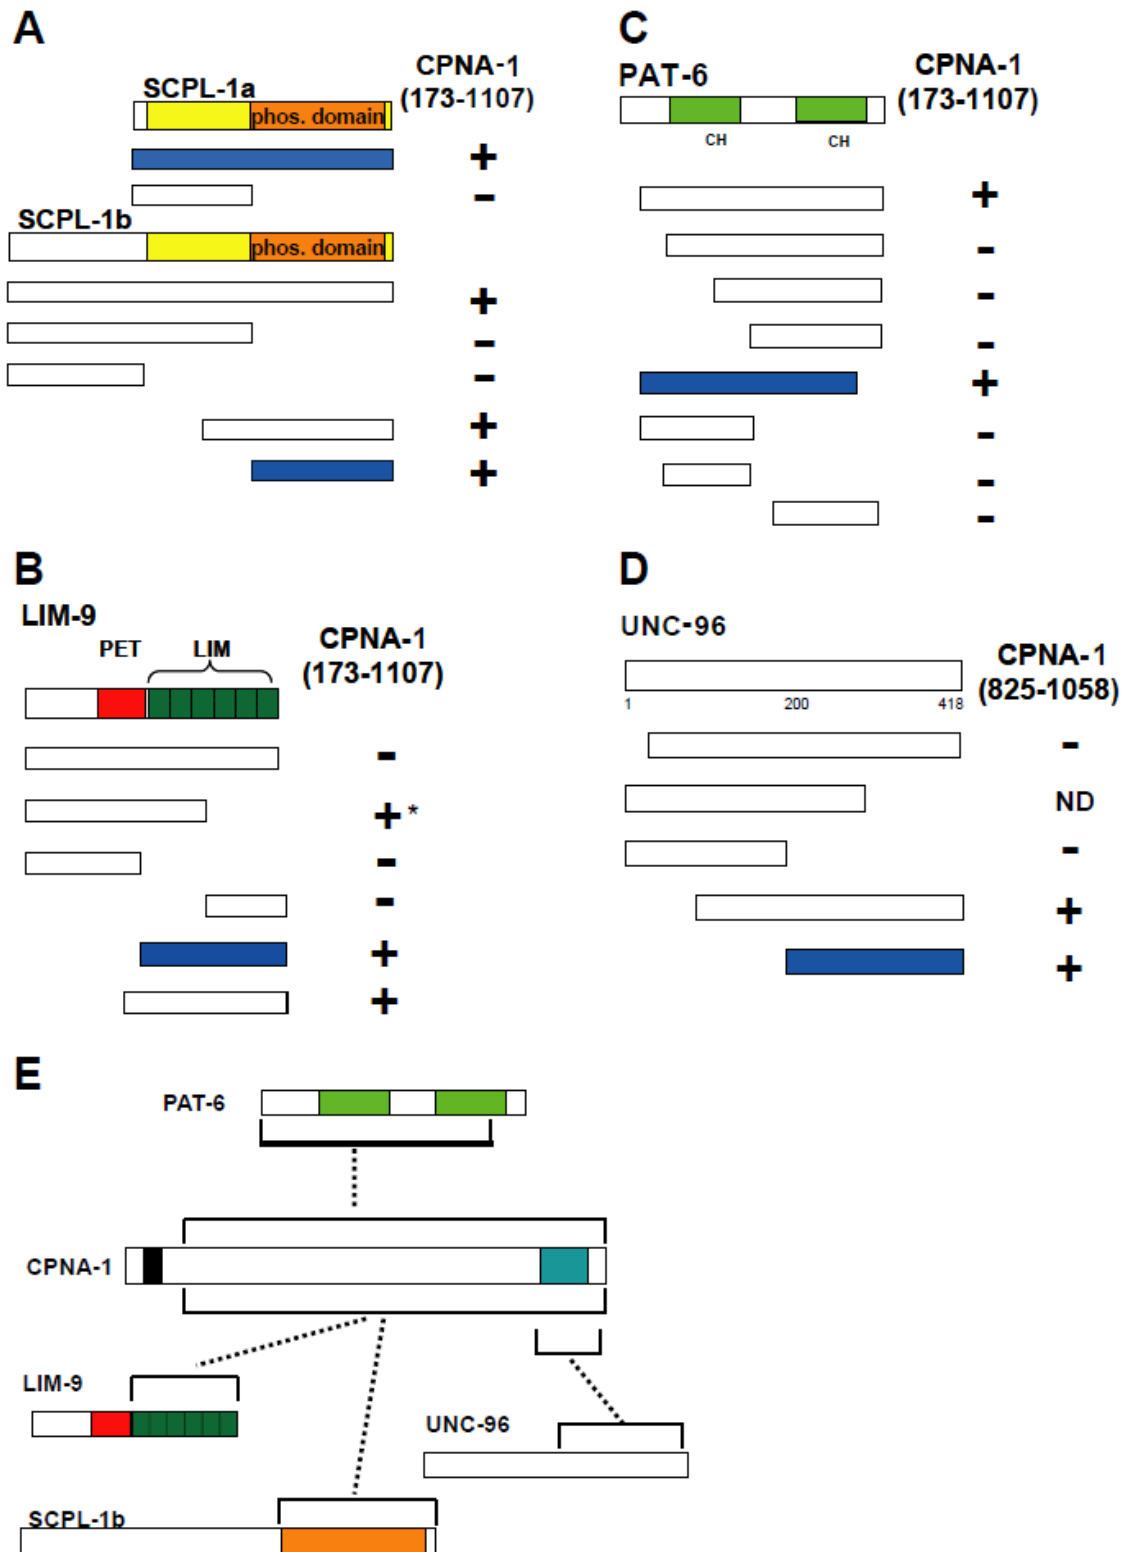 A
SCPL-1a
CPNA-1
(173-1107)
phos. domain
+
-
SCPL-1b
phos. domain
+
-
-
+
+
C
PAT-6
CPNA-1
(173-1107)
CH
CH
+
-
-
-
+
-
-
-
B
LIM-9
PET
LIM
CPNA-1
(173-1107)
-
+*
-
-
+
+
D
UNC-96
CPNA-1
(825-1058)
1
200
418
-
ND
-
+
+
E
PAT-6
CPNA-1
LIM-9
UNC-96
SCPL-1b